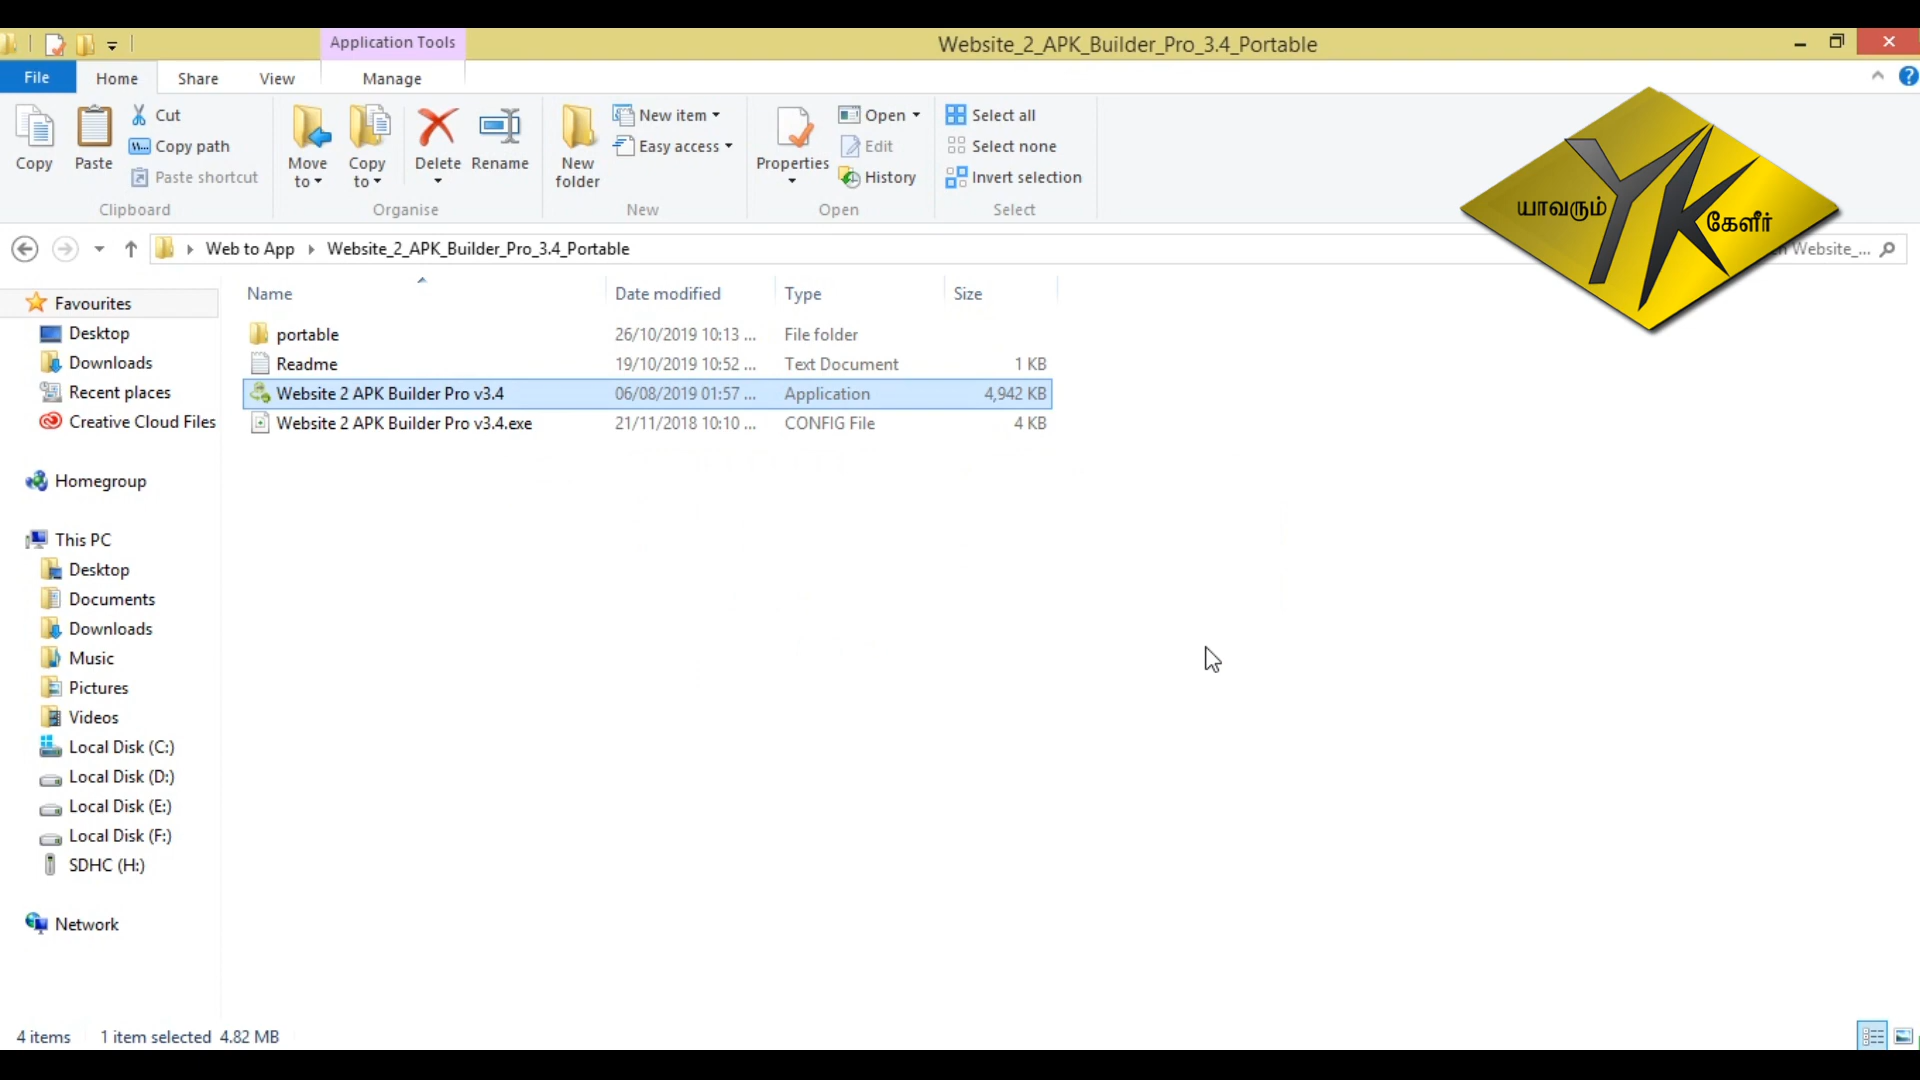 Application Tools
Website_2_APK_Builder_Pro_3.4_Portable
File Home Share View Manage
Copy
Paste
Cut
Copy path
Paste shortcut
Clipboard
Move to
Copy to
Delete
Rename
Organise
New folder
New item
Easy access
New
Properties
Open
Edit
History
Open
Select all
Select none
Invert selection
Select
யாவரும் YK கேளீர்
Web to App Website_2_APK_Builder_Pro_3.4_Portable
Website_...
Name Date modified Type Size
portable 26/10/2019 10:13 ... File folder
Readme 19/10/2019 10:52 ... Text Document 1 KB
Website 2 APK Builder Pro v3.4 06/08/2019 01:57 ... Application 4,942 KB
Website 2 APK Builder Pro v3.4.exe 21/11/2018 10:10 ... CONFIG File 4 KB
Favourites
Desktop
Downloads
Recent places
Creative Cloud Files
Homegroup
This PC
Desktop
Documents
Downloads
Music
Pictures
Videos
Local Disk (C:)
Local Disk (D:)
Local Disk (E:)
Local Disk (F:)
SDHC (H:)
Network
4 items 1 item selected 4.82 MB